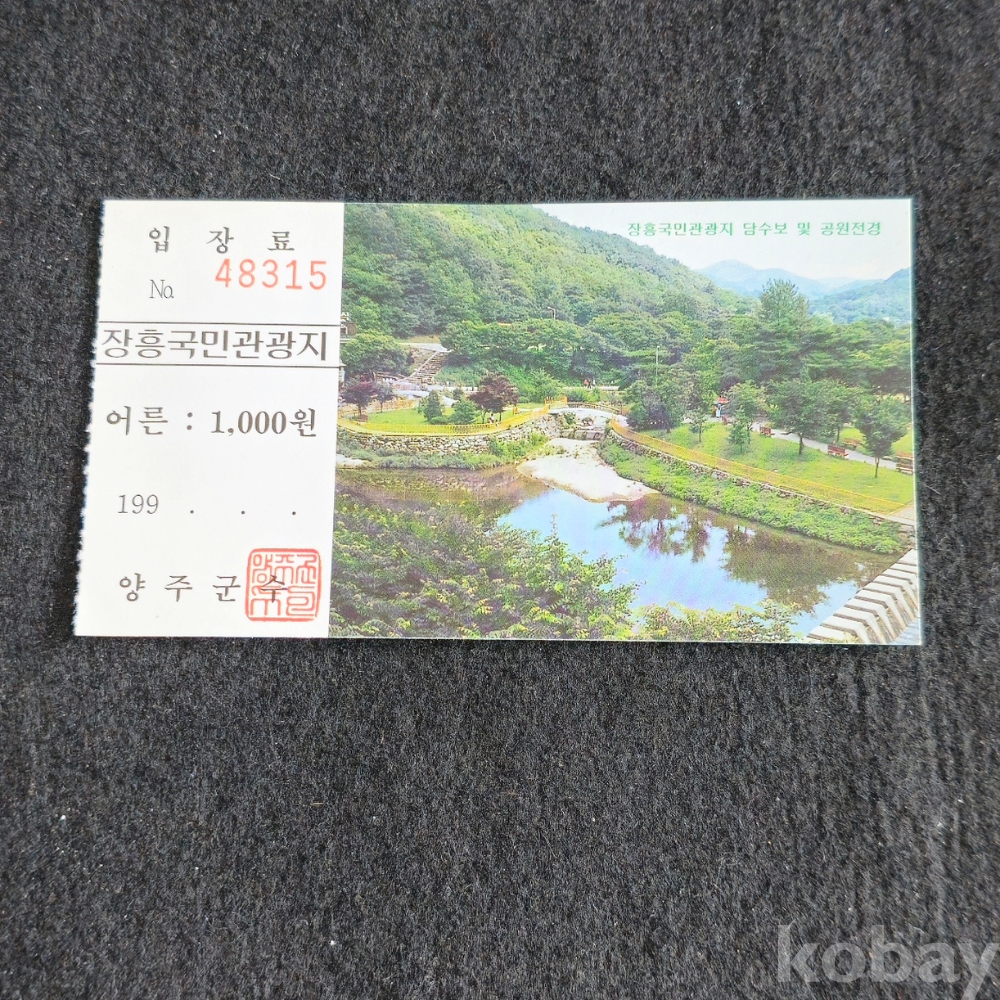 입 장 료
No. 48315
장흥국민관광지
어른 : 1,000원
199 . . .
양 주 군 수
장흥국민관광지 담수보 및 공원전경
kobay